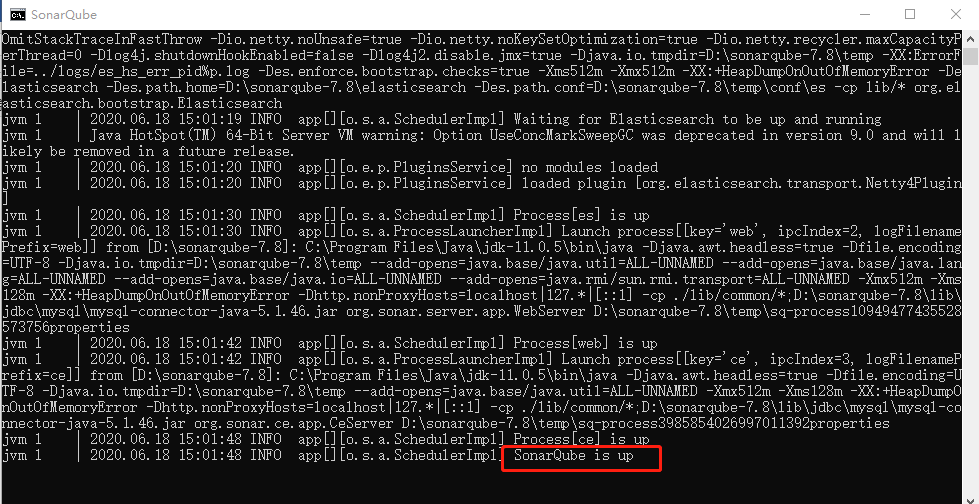 SonarQube
OmitStackTraceInFastThrow -Dio.netty.noUnsafe=true -Dio.netty.noKeySetOptimization=true -Dio.netty.recycler.maxCapacityP
erThread=0 -Dlog4j.shutdownHookEnabled=false -Dlog4j2.disable.jmx=true -Djava.io.tmpdir=D:\sonarqube-7.8\temp -XX:ErrorF
ile=../logs/es_hs_err_pid%p.log -Des.enforce.bootstrap.checks=true -Xms512m -Xmx512m -XX:+HeapDumpOnOutOfMemoryError -De
lasticsearch -Des.path.home=D:\sonarqube-7.8\elasticsearch -Des.path.conf=D:\sonarqube-7.8\temp\conf\es -cp lib/* org.el
asticsearch.bootstrap.Elasticsearch
jvm 1    | 2020.06.18 15:01:19 INFO  app[][o.s.a.SchedulerImpl] Waiting for Elasticsearch to be up and running
jvm 1    | Java HotSpot(TM) 64-Bit Server VM warning: Option UseConcMarkSweepGC was deprecated in version 9.0 and will l
ikely be removed in a future release.
jvm 1    | 2020.06.18 15:01:20 INFO  app[][o.e.p.PluginsService] no modules loaded
jvm 1    | 2020.06.18 15:01:20 INFO  app[][o.e.p.PluginsService] loaded plugin [org.elasticsearch.transport.Netty4Plugin
]
jvm 1    | 2020.06.18 15:01:30 INFO  app[][o.s.a.SchedulerImpl] Process[es] is up
jvm 1    | 2020.06.18 15:01:30 INFO  app[][o.s.a.ProcessLauncherImpl] Launch process[[key='web', ipcIndex=2, logFilename
Prefix=web]] from [D:\sonarqube-7.8]: C:\Program Files\Java\jdk-11.0.5\bin\java -Djava.awt.headless=true -Dfile.encoding
=UTF-8 -Djava.io.tmpdir=D:\sonarqube-7.8\temp --add-opens=java.base/java.util=ALL-UNNAMED --add-opens=java.base/java.lan
g=ALL-UNNAMED --add-opens=java.base/java.io=ALL-UNNAMED --add-opens=java.rmi/sun.rmi.transport=ALL-UNNAMED -Xmx512m -Xms
128m -XX:+HeapDumpOnOutOfMemoryError -Dhttp.nonProxyHosts=localhost|127.*|[::1] -cp ./lib/common/*;D:\sonarqube-7.8\lib\
jdbc\mysql\mysql-connector-java-5.1.46.jar org.sonar.server.app.WebServer D:\sonarqube-7.8\temp\sq-process10949477435528
573756properties
jvm 1    | 2020.06.18 15:01:42 INFO  app[][o.s.a.SchedulerImpl] Process[web] is up
jvm 1    | 2020.06.18 15:01:42 INFO  app[][o.s.a.ProcessLauncherImpl] Launch process[[key='ce', ipcIndex=3, logFilenameP
refix=ce]] from [D:\sonarqube-7.8]: C:\Program Files\Java\jdk-11.0.5\bin\java -Djava.awt.headless=true -Dfile.encoding=U
TF-8 -Djava.io.tmpdir=D:\sonarqube-7.8\temp --add-opens=java.base/java.util=ALL-UNNAMED -Xmx512m -Xms128m -XX:+HeapDumpO
nOutOfMemoryError -Dhttp.nonProxyHosts=localhost|127.*|[::1] -cp ./lib/common/*;D:\sonarqube-7.8\lib\jdbc\mysql\mysql-co
nnector-java-5.1.46.jar org.sonar.ce.app.CeServer D:\sonarqube-7.8\temp\sq-process3985854026997011392properties
jvm 1    | 2020.06.18 15:01:48 INFO  app[][o.s.a.SchedulerImpl] Process[ce] is up
jvm 1    | 2020.06.18 15:01:48 INFO  app[][o.s.a.SchedulerImpl] SonarQube is up